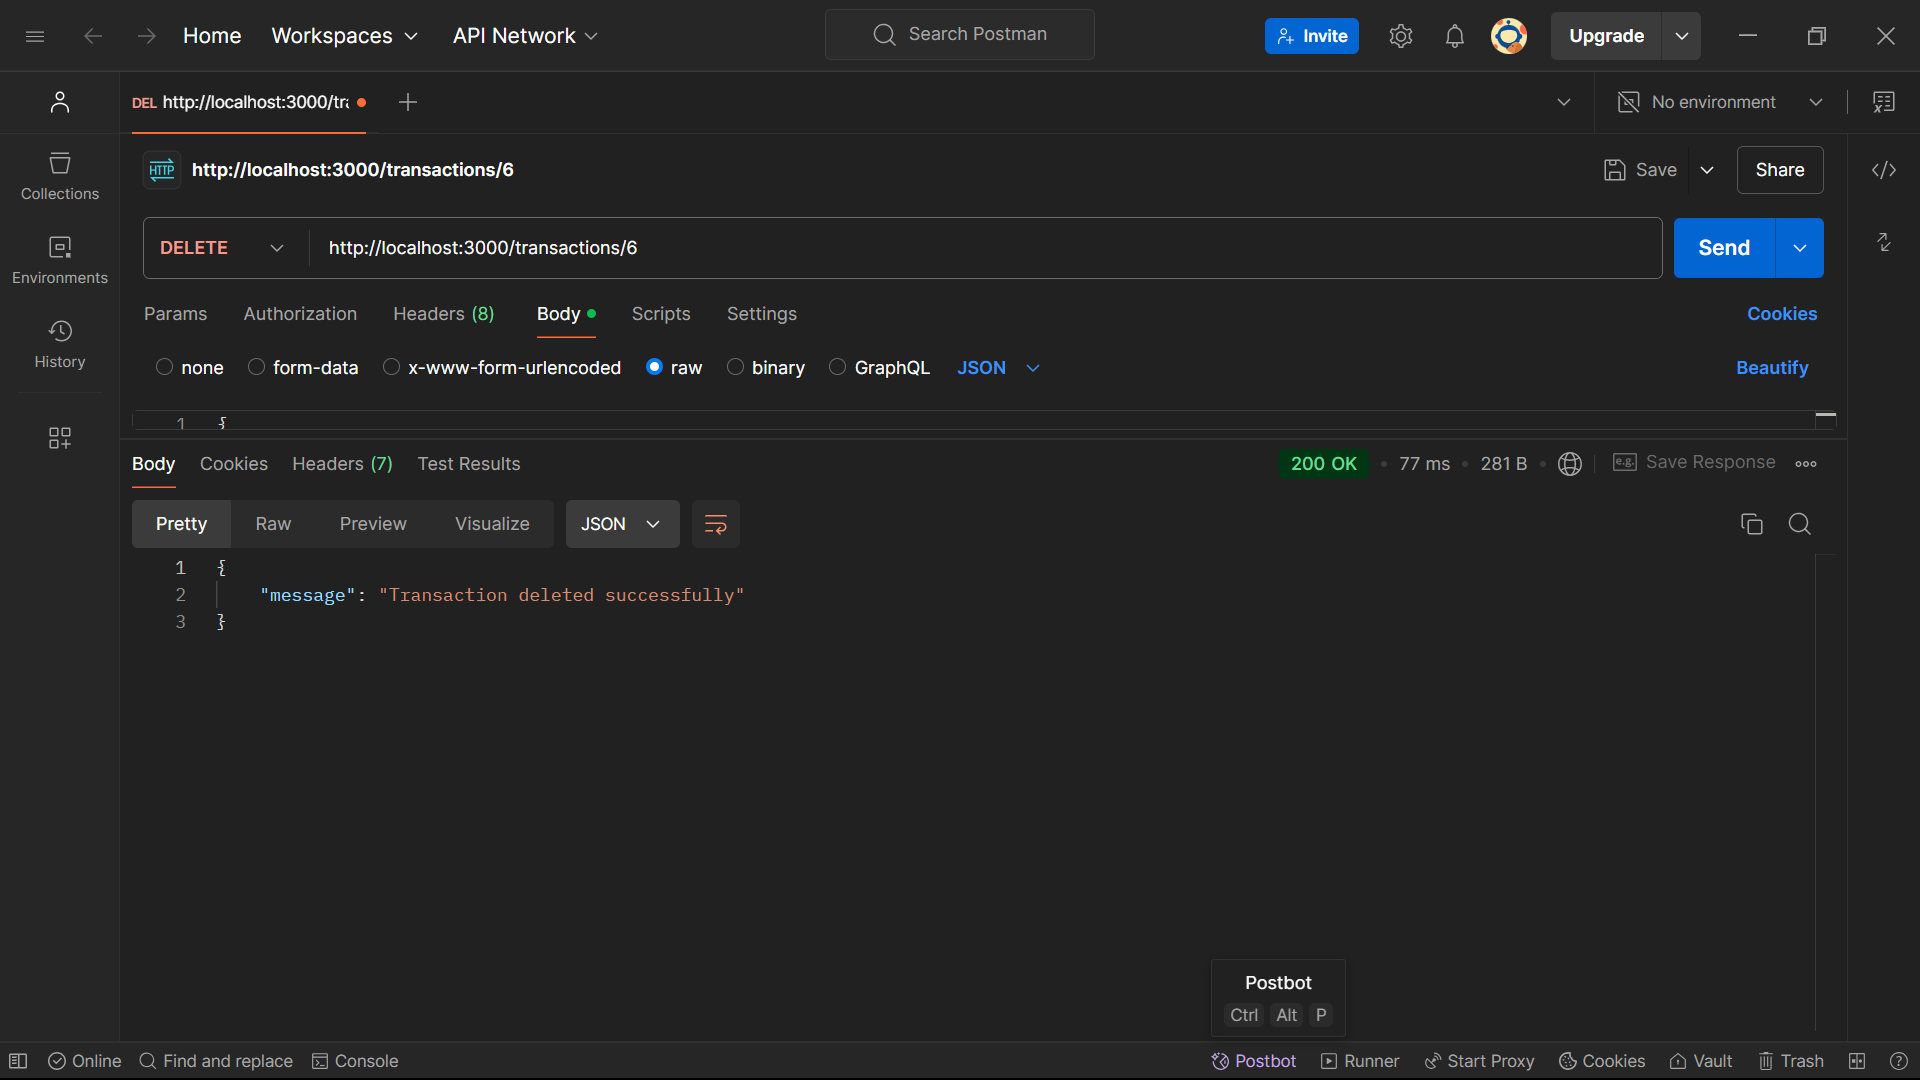 Home Workspaces API Network Search Postman Invite Upgrade
DEL http://localhost:3000/tra No environment
HTTP http://localhost:3000/transactions/6 Save Share
DELETE http://localhost:3000/transactions/6 Send
Collections
Environments
History
Params Authorization Headers (8) Body Scripts Settings Cookies
none form-data x-www-form-urlencoded raw binary GraphQL JSON Beautify
1 {
Body Cookies Headers (7) Test Results 200 OK 77 ms 281 B e.g. Save Response
Pretty Raw Preview Visualize JSON
1 {
2 "message": "Transaction deleted successfully"
3 }
Postbot
Ctrl Alt P
Online Find and replace Console Postbot Runner Start Proxy Cookies Vault Trash